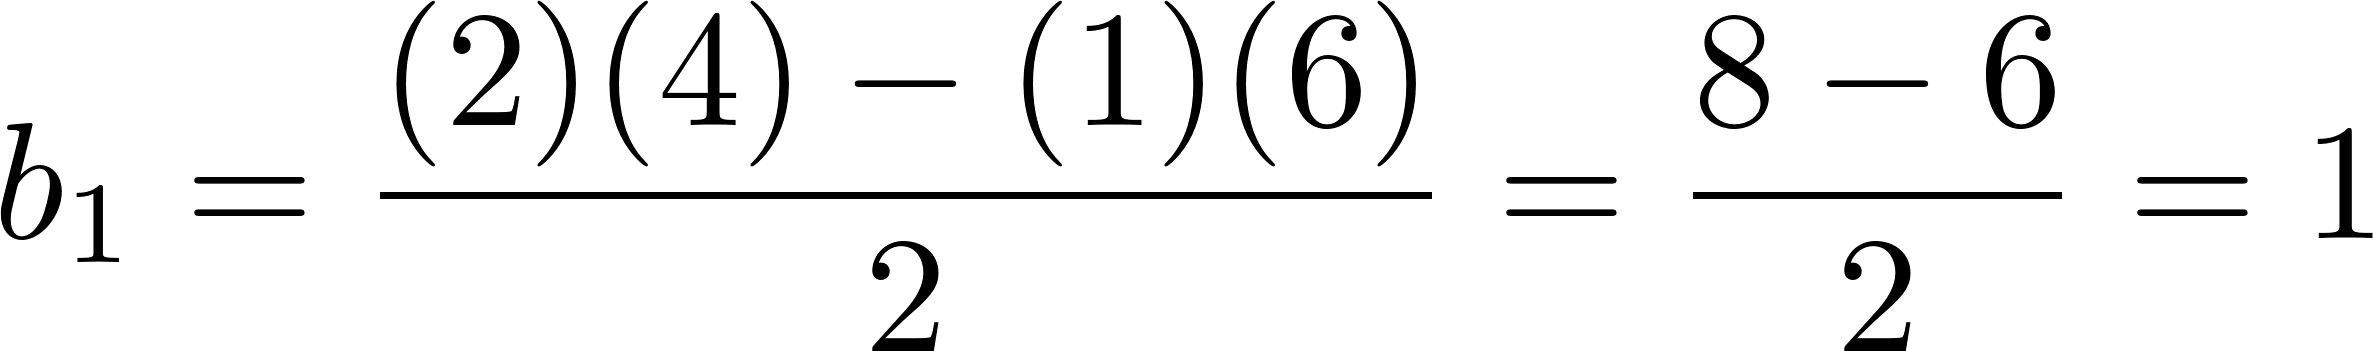 b_1 = \frac{(2)(4) - (1)(6)}{2} = \frac{8 - 6}{2} = 1